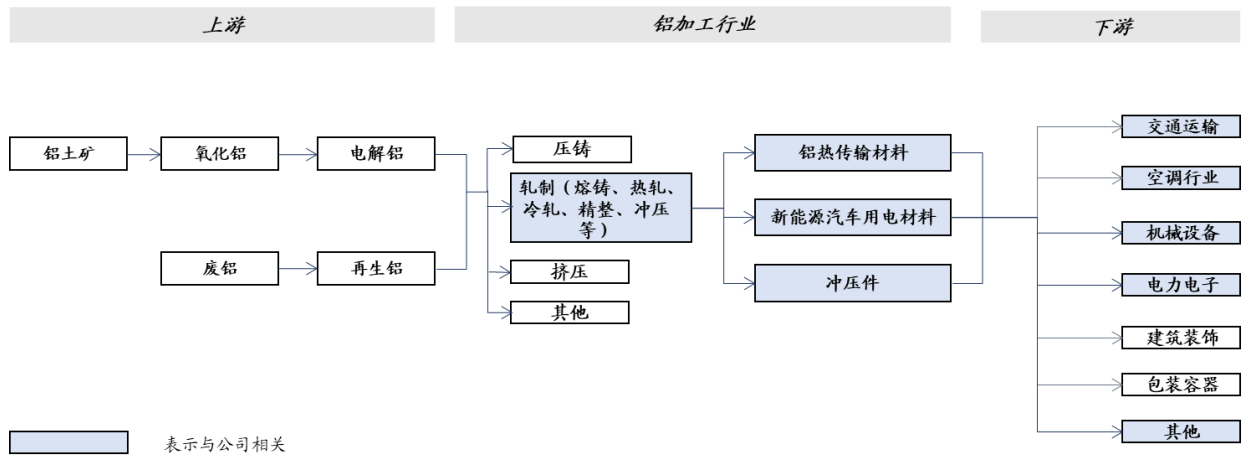 上游
铝加工行业
下游
铝土矿
氧化铝
电解铝
废铝
再生铝
压铸
轧制（熔铸、热轧、
冷轧、精整、冲压
等）
挤压
其他
铝热传输材料
新能源汽车用电材料
冲压件
交通运输
空调行业
机械设备
电力电子
建筑装饰
包装容器
其他
表示与公司相关